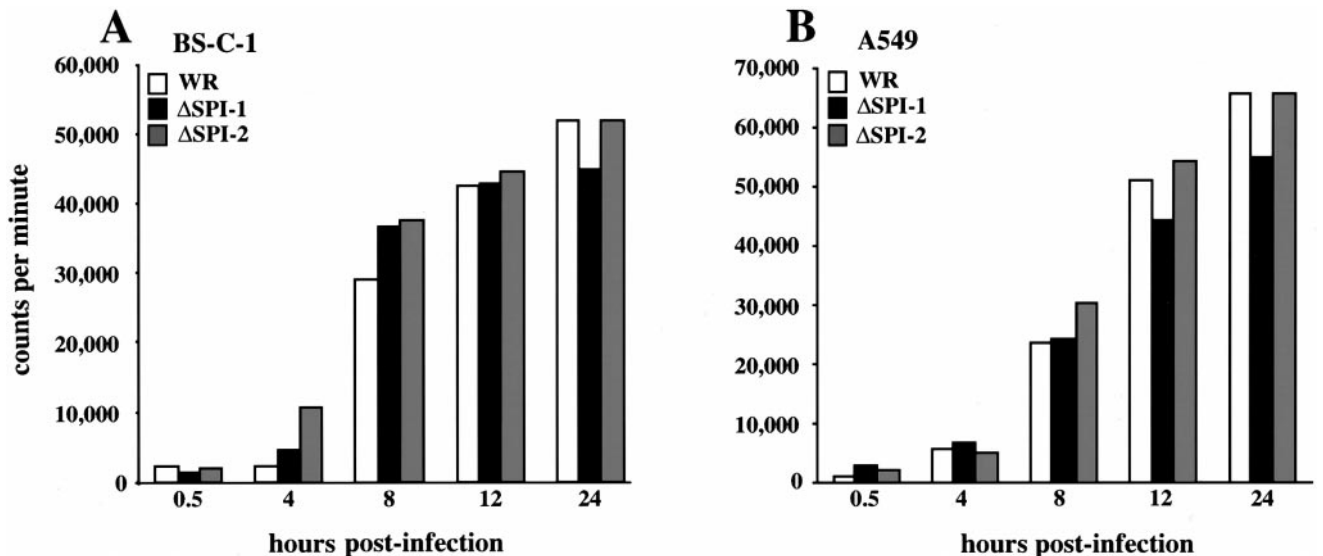 A
BS-C-1
60,000
WR
ΔSPI-1
ΔSPI-2
50,000
40,000
30,000
20,000
10,000
0
counts per minute
0.5 4 8 12 24
hours post-infection
B
A549
70,000
WR
ΔSPI-1
ΔSPI-2
60,000
50,000
40,000
30,000
20,000
10,000
0
0.5 4 8 12 24
hours post-infection